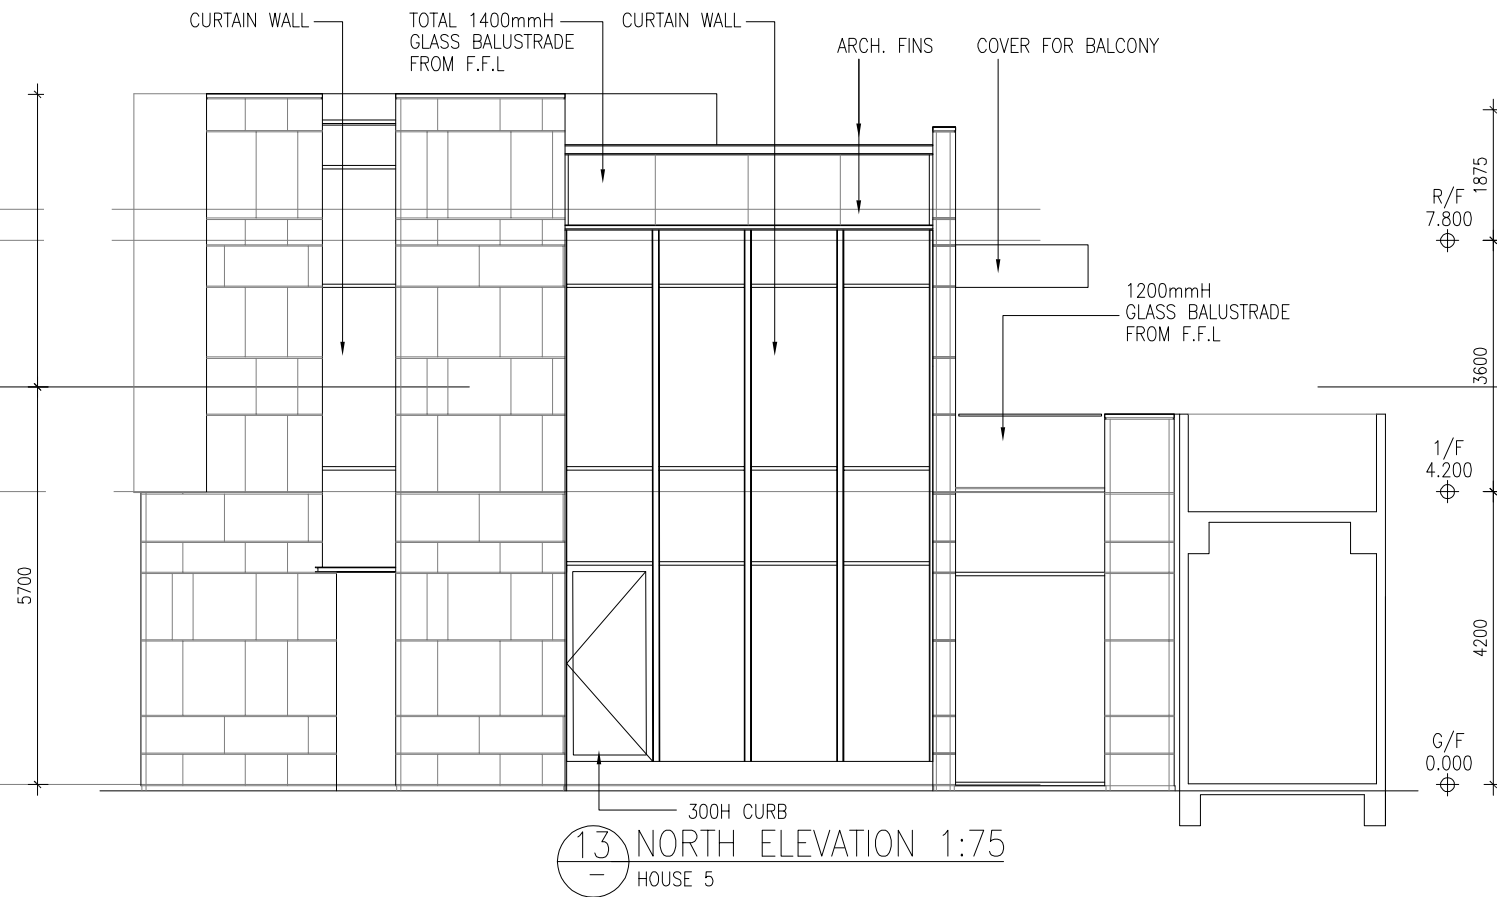 CURTAIN WALL
TOTAL 1400mmH
GLASS BALUSTRADE
FROM F.F.L
CURTAIN WALL
ARCH. FINS
COVER FOR BALCONY
1875
R/F
7.800
1200mmH
GLASS BALUSTRADE
FROM F.F.L
3600
1/F
4.200
5700
4200
G/F
0.000
300H CURB
13
NORTH ELEVATION 1:75
–
HOUSE 5